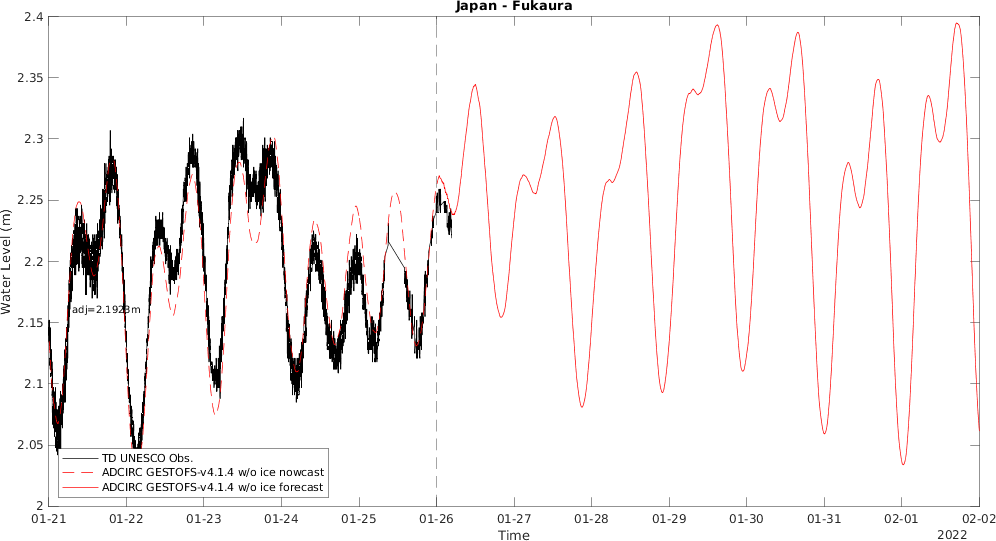 Japan - Fukaura
2.4
2.35
2.3
2.25
2.2
2.15
2.1
2.05
2
Water Level (m)
adj=2.1928m
TD UNESCO Obs.
ADCIRC GESTOFS-v4.1.4 w/o ice nowcast
ADCIRC GESTOFS-v4.1.4 w/o ice forecast
01-21 01-22 01-23 01-24 01-25 01-26 01-27 01-28 01-29 01-30 01-31 02-01 02-02
Time
2022